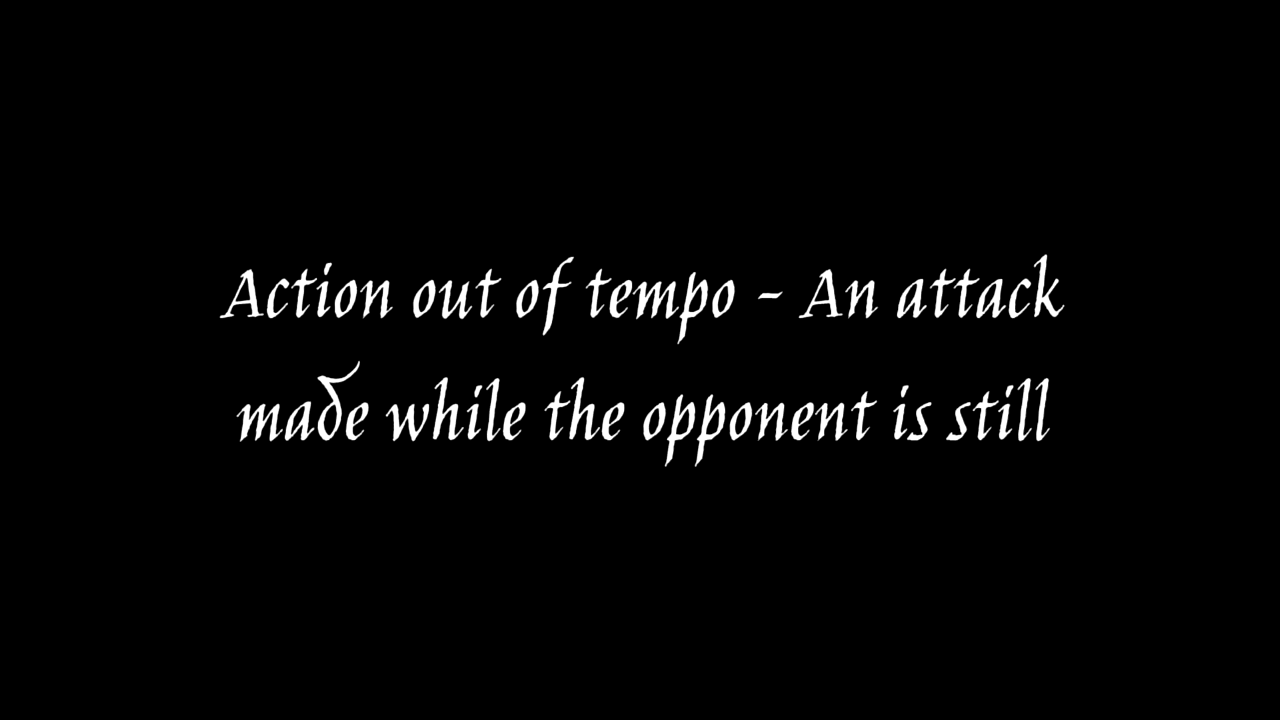 Action out of tempo - An attack
made while the opponent is still